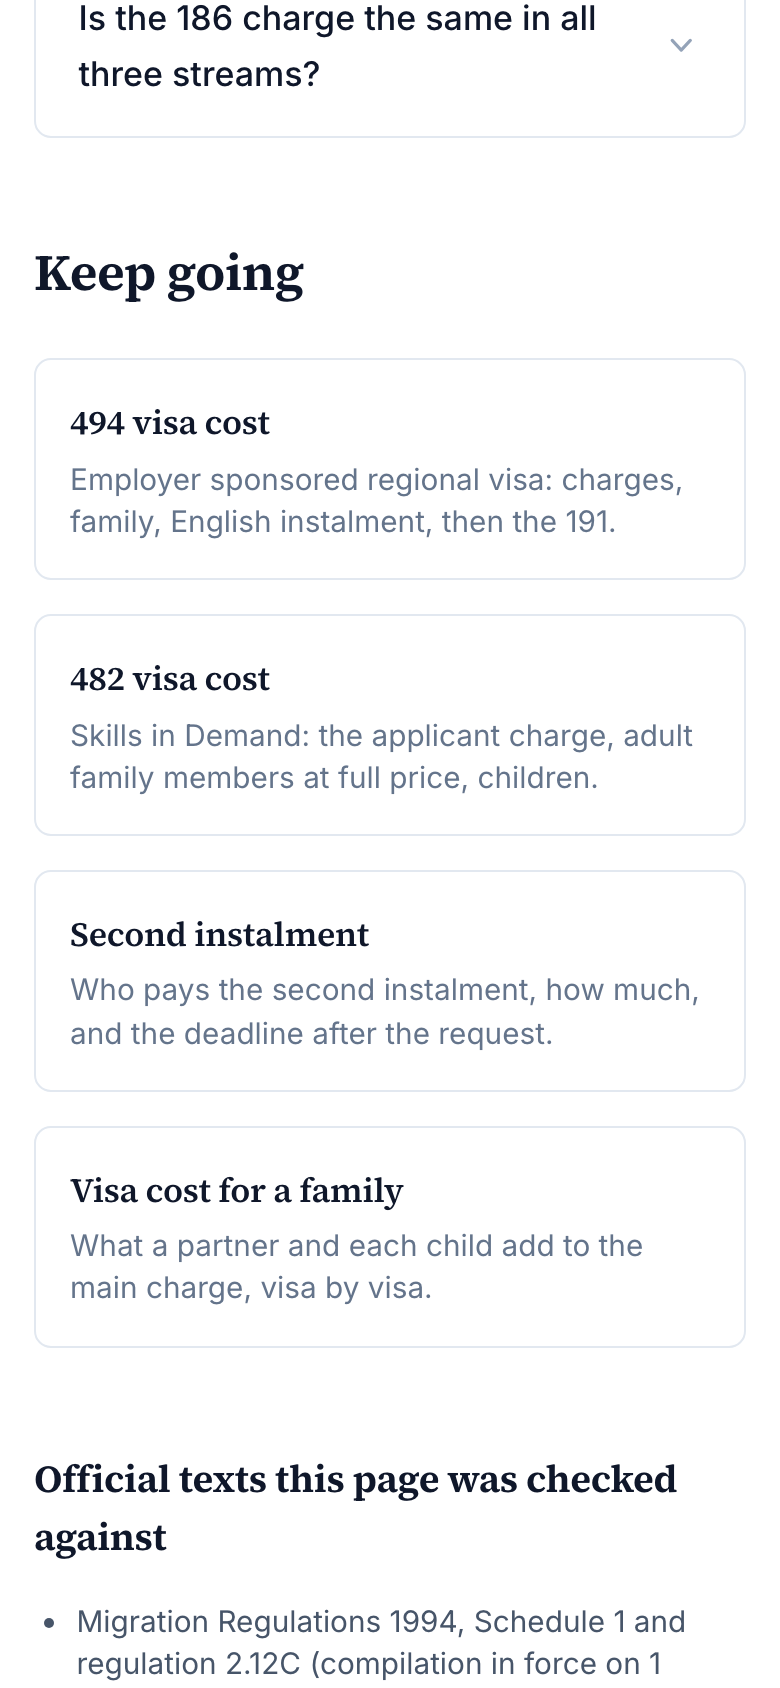 Is the 186 charge the same in all
three streams?
Keep going
494 visa cost
Employer sponsored regional visa: charges,
family, English instalment, then the 191.
482 visa cost
Skills in Demand: the applicant charge, adult
family members at full price, children.
Second instalment
Who pays the second instalment, how much,
and the deadline after the request.
Visa cost for a family
What a partner and each child add to the
main charge, visa by visa.
Official texts this page was checked
against
• Migration Regulations 1994, Schedule 1 and
regulation 2.12C (compilation in force on 1